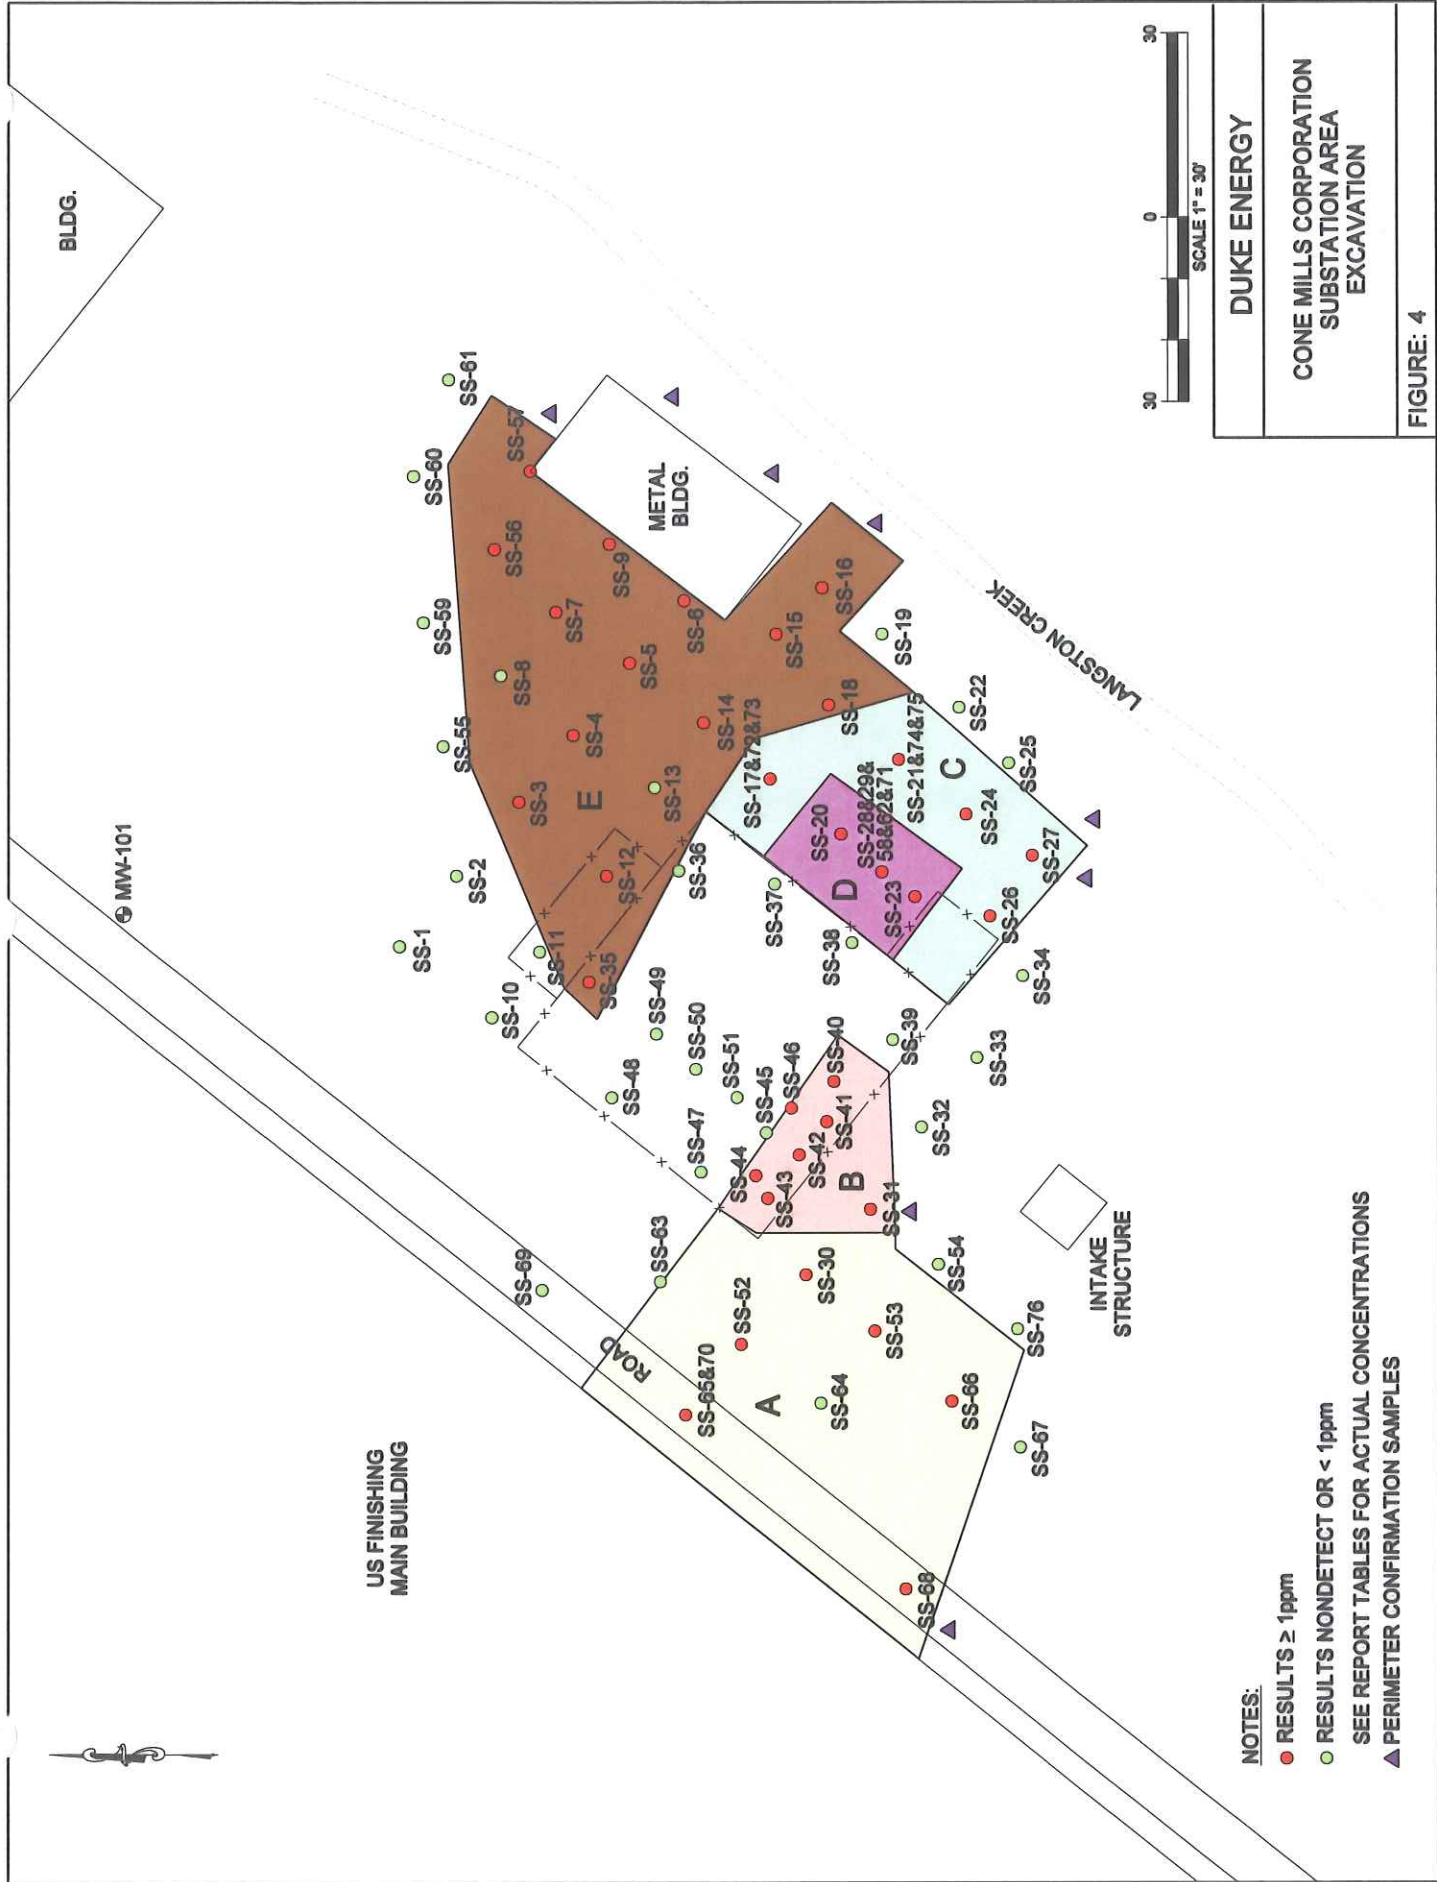 BLDG.
MW-101
US FINISHING
MAIN BUILDING
ROAD
SS-1
SS-2
SS-55
SS-59
SS-60
SS-61
SS-10
SS-11
SS-3
SS-8
SS-56
SS-57
SS-69
SS-35
SS-12
E
SS-4
SS-7
SS-9
SS-48
SS-49
SS-36
SS-13
SS-5
SS-6
METAL
BLDG.
SS-63
SS-47
SS-50
SS-51
SS-14
SS-65&70
SS-52
SS-44
SS-45
SS-46
SS-37
SS-17&72&73
SS-15
SS-43
SS-42
SS-41
SS-40
SS-38
D
SS-20
SS-28&29&
58&62&71
SS-18
SS-16
A
SS-64
SS-30
B
SS-31
SS-39
SS-23
SS-21&74&75
SS-19
SS-53
SS-32
C
SS-22
SS-68
SS-66
SS-54
SS-33
SS-26
SS-24
SS-25
SS-67
SS-76
SS-34
SS-27
LANGSTON CREEK
INTAKE
STRUCTURE
NOTES:
RESULTS ≥ 1ppm
RESULTS NONDETECT OR < 1ppm
SEE REPORT TABLES FOR ACTUAL CONCENTRATIONS
PERIMETER CONFIRMATION SAMPLES
30 0 30
SCALE 1" = 30'
DUKE ENERGY
CONE MILLS CORPORATION
SUBSTATION AREA
EXCAVATION
FIGURE: 4